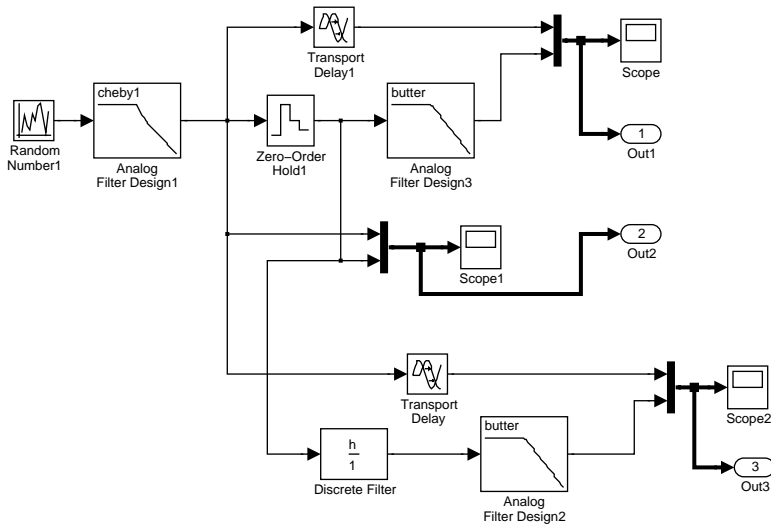 Transport
Delay1
Scope
cheby1
butter
Random
Number1
Analog
Filter Design1
Zero−Order
Hold1
Analog
Filter Design3
1
Out1
Scope1
2
Out2
Transport
Delay
Scope2
butter
h
1
Discrete Filter
Analog
Filter Design2
3
Out3